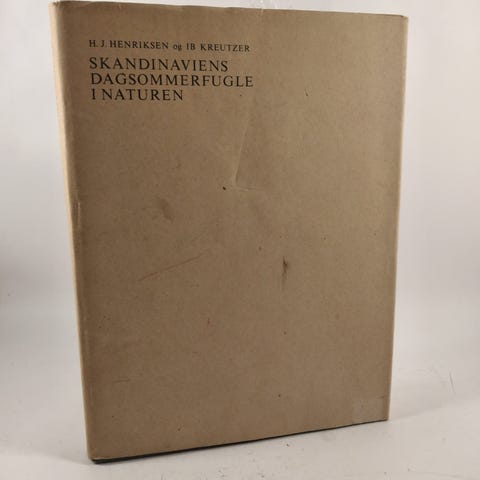 H. J. HENRIKSEN og IB KREUTZER
SKANDINAVIENS
DAGSOMMERFUGLE
I NATUREN